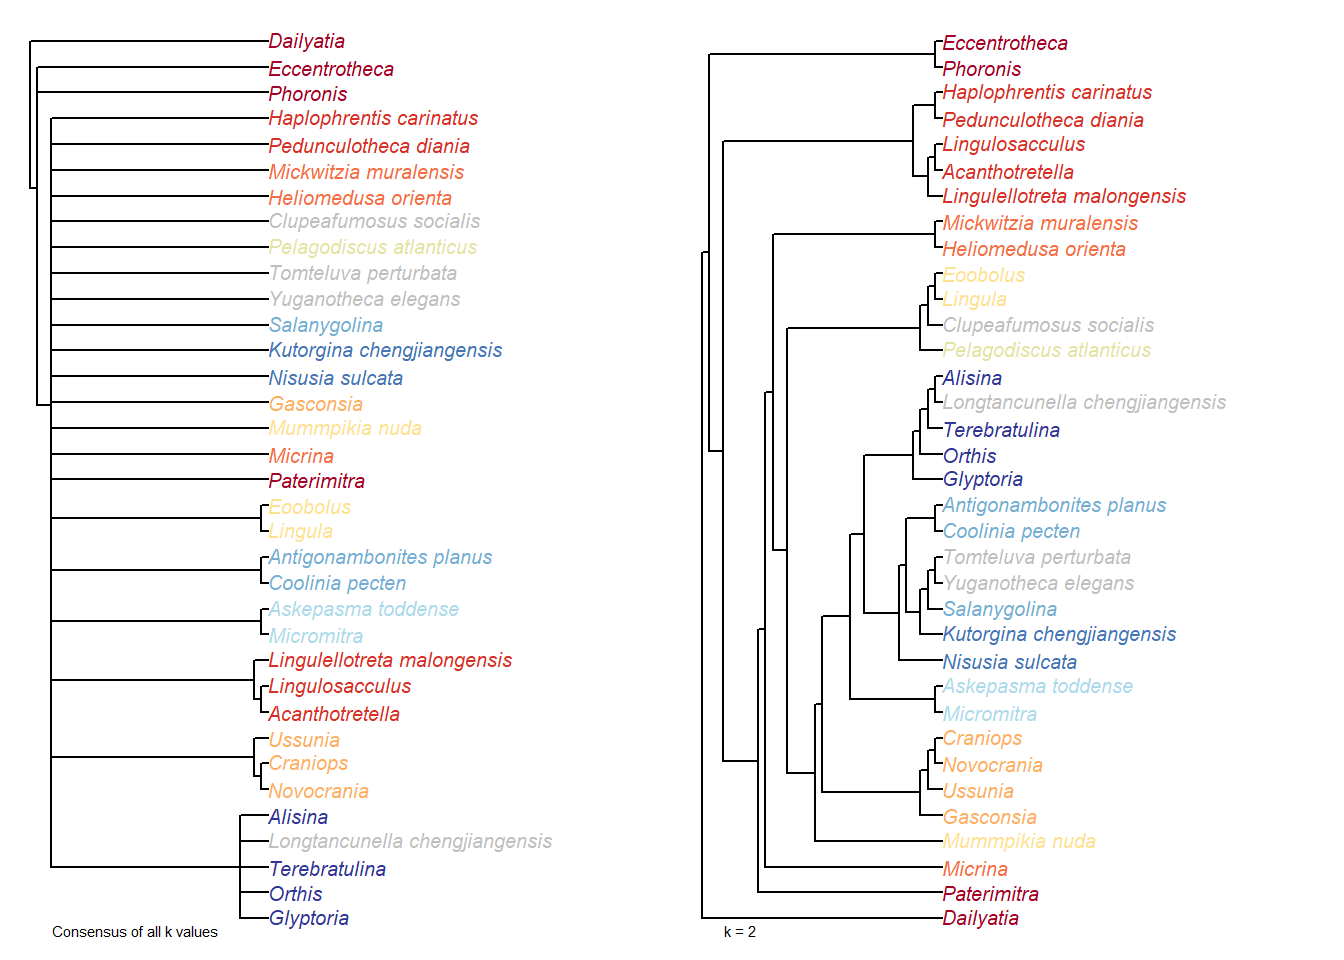 Dailyatia
Eccentrotheca
Phoronis
Haplophrentis carinatus
Pedunculotheca diania
Mickwitzia muralensis
Heliomedusa orienta
Clupeafumosus socialis
Pelagodiscus atlanticus
Tomteluva perturbata
Yuganotheca elegans
Salanygolina
Kutorgina chengjiangensis
Nisusia sulcata
Gasconsia
Mummpikia nuda
Micrina
Paterimitra
Eoobolus
Lingula
Antigonambonites planus
Coolinia pecten
Askepasma toddense
Micromitra
Lingulellotreta malongensis
Lingulosacculus
Acanthotretella
Ussunia
Craniops
Novocrania
Alisina
Longtancunella chengjiangensis
Terebratulina
Orthis
Glyptoria
Consensus of all k values
Eccentrotheca
Phoronis
Haplophrentis carinatus
Pedunculotheca diania
Lingulosacculus
Acanthotretella
Lingulellotreta malongensis
Mickwitzia muralensis
Heliomedusa orienta
Eoobolus
Lingula
Clupeafumosus socialis
Pelagodiscus atlanticus
Alisina
Longtancunella chengjiangensis
Terebratulina
Orthis
Glyptoria
Antigonambonites planus
Coolinia pecten
Tomteluva perturbata
Yuganotheca elegans
Salanygolina
Kutorgina chengjiangensis
Nisusia sulcata
Askepasma toddense
Micromitra
Craniops
Novocrania
Ussunia
Gasconsia
Mummpikia nuda
Micrina
Paterimitra
Dailyatia
k = 2